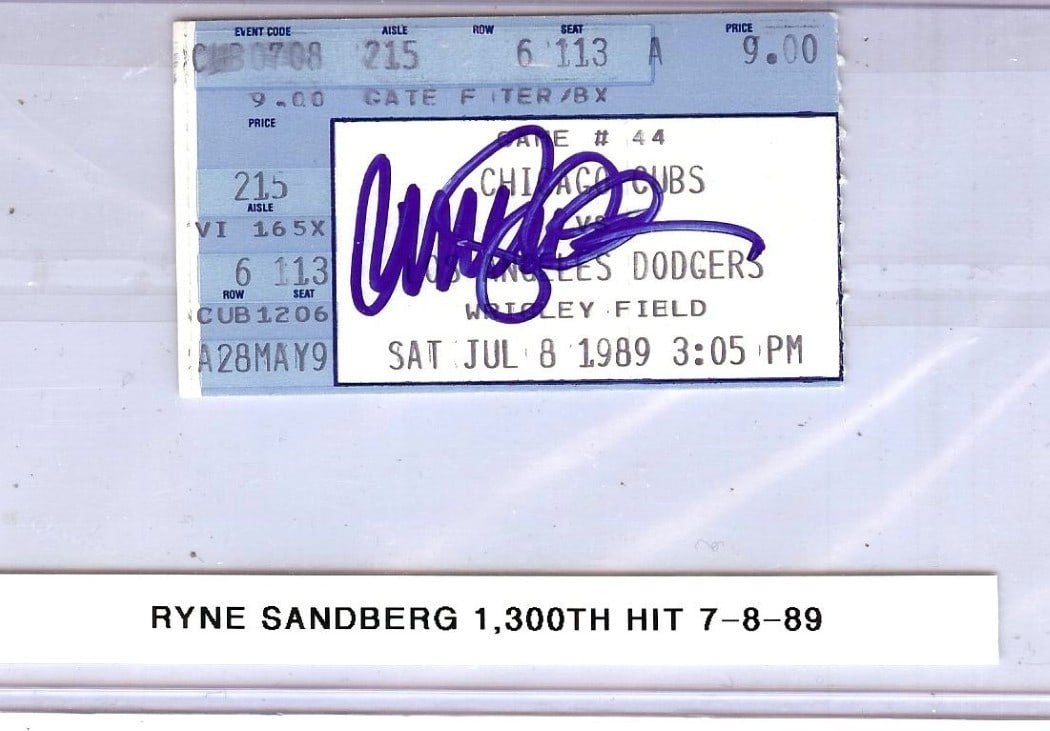 EVENT CODE AISLE ROW SEAT PRICE
CUB0708 215 6 113 A 9.00
9.00 GATE F TER/BX
PRICE
GAME # 44
215 CHICAGO CUBS
AISLE
VI 165X VS
6 113 LOS ANGELES DODGERS
ROW SEAT
CUB1206 WRIGLEY FIELD
A28MAY9 SAT JUL 8 1989 3:05 PM
RYNE SANDBERG 1,300TH HIT 7-8-89